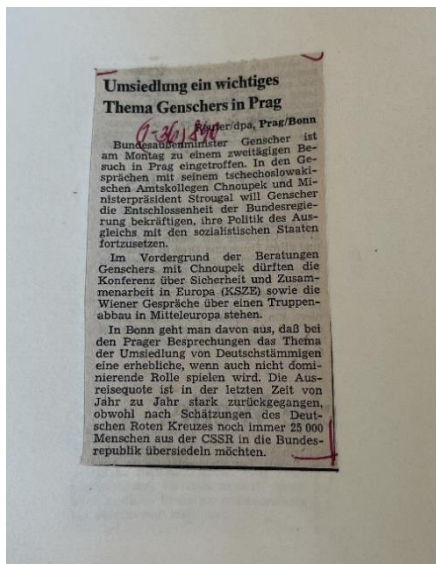 Umsiedlung ein wichtiges
Thema Genschers in Prag
/dpa, Prag/Bonn
Bundesaußenminister Genscher ist
am Montag zu einem zweitägigen Be-
such in Prag eingetroffen. In den Ge-
sprächen mit seinem tschechoslowaki-
schen Amtskollegen Chnoupek und Mi-
nisterpräsident Strougal will Genscher
die Entschlossenheit der Bundesregie-
rung bekräftigen, ihre Politik des Aus-
gleichs mit den sozialistischen Staaten
fortzusetzen.
Im Vordergrund der Beratungen
Genschers mit Chnoupek dürften die
Konferenz über Sicherheit und Zusam-
menarbeit in Europa (KSZE) sowie die
Wiener Gespräche über einen Truppen-
abbau in Mitteleuropa stehen.
In Bonn geht man davon aus, daß bei
den Prager Besprechungen das Thema
der Umsiedlung von Deutschstämmigen
eine erhebliche, wenn auch nicht domi-
nierende Rolle spielen wird. Die Aus-
reisequote ist in der letzten Zeit von
Jahr zu Jahr stark zurückgegangen,
obwohl nach Schätzungen des Deut-
schen Roten Kreuzes noch immer 25 000
Menschen aus der CSSR in die Bundes-
republik übersiedeln möchten.